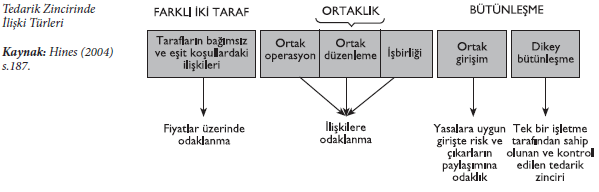 Tedarik Zincirinde
İlişki Türleri
Kaynak: Hines (2004)
s.187.
FARKLI İKİ TARAF
ORTAKLIK
BÜTÜNLEŞME
Tarafların bağımsız
ve eşit koşullardaki
ilişkileri
Ortak
operasyon
Ortak
düzenleme
İşbirliği
Ortak
girişim
Dikey
bütünleşme
Fiyatlar üzerinde
odaklanma
İlişkilere
odaklanma
Yasalara uygun
girişte risk ve
çıkarların
paylaşımına
odaklık
Tek bir işletme
tarafından sahip
olunan ve kontrol
edilen tedarik
zinciri